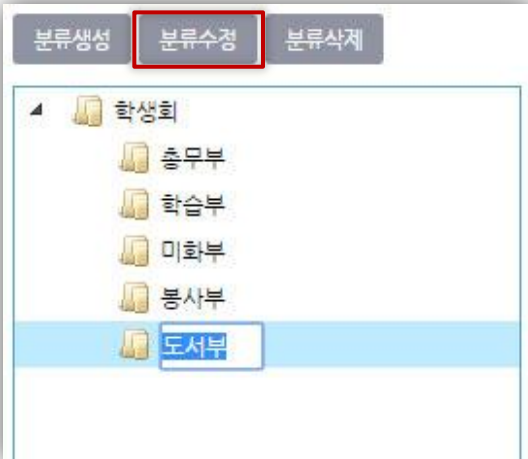 분류생성 분류수정 분류삭제
학생회
총무부
학습부
미화부
봉사부
도서부